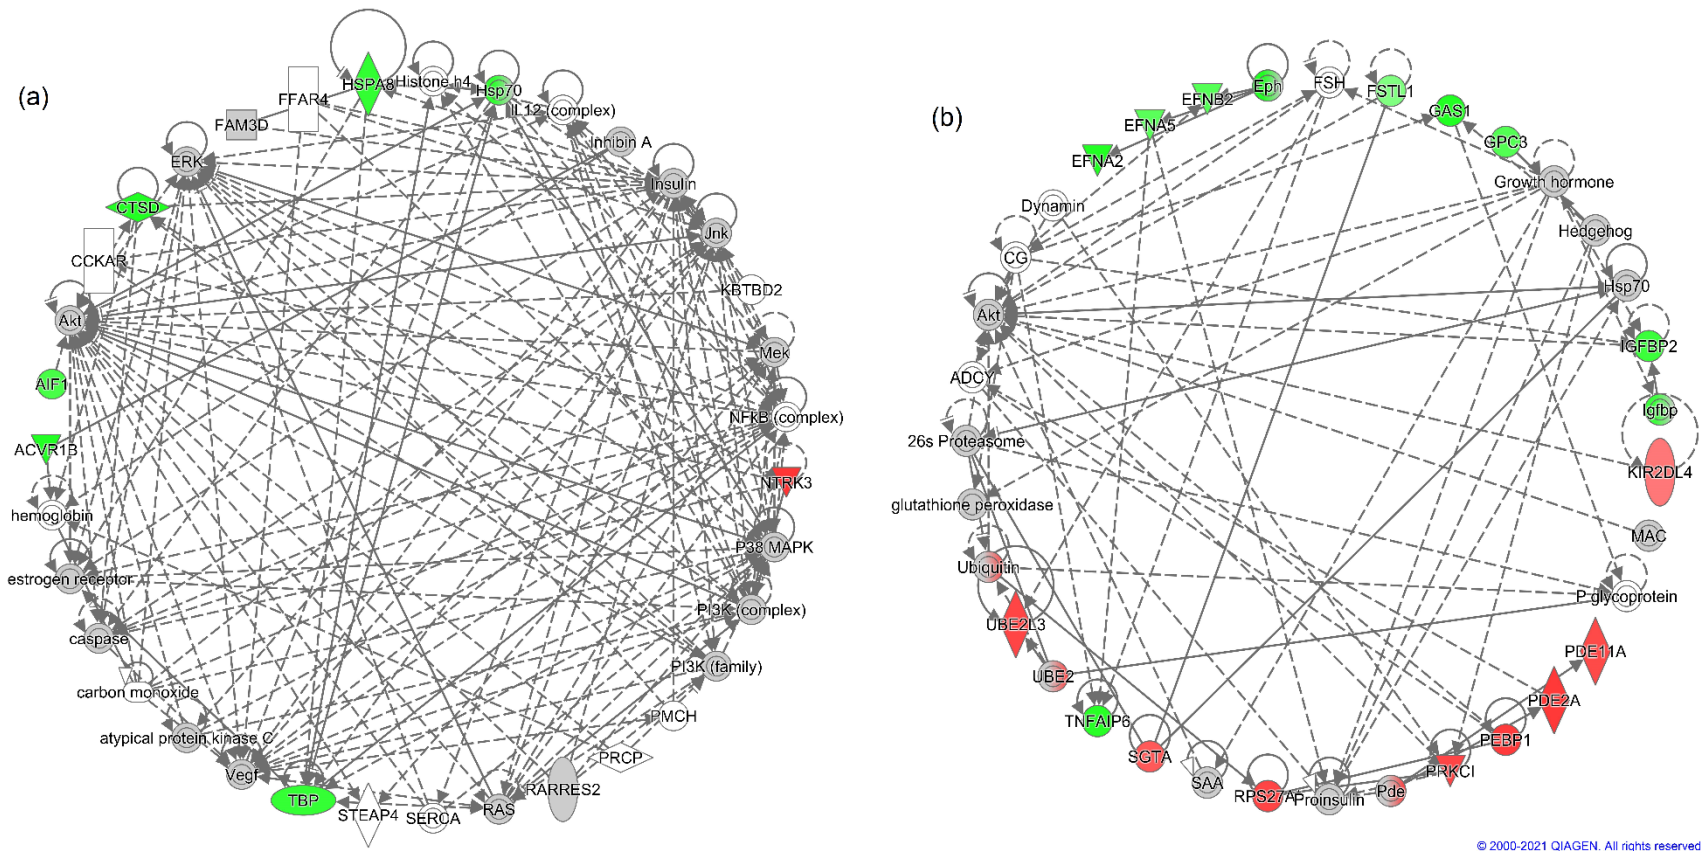 (a)
HSPA8
Histone h4
Hsp70
IL12 (complex)
Inhibin A
Insulin
Jnk
KBTBD2
Mek
NFkB (complex)
NTRK3
P38 MAPK
PI3K (complex)
PI3K (family)
PMCH
PRCP
RARRES2
RAS
SERCA
STEAP4
TBP
Vegf
atypical protein kinase C
carbon monoxide
caspase
estrogen receptor
hemoglobin
ACVR1B
AIF1
Akt
CCKAR
CTSD
ERK
FAM3D
FFAR4
(b)
FSH
FSTL1
GAS1
GPC3
Growth hormone
Hedgehog
Hsp70
IGFBP2
Igfbp
KIR2DL4
MAC
P glycoprotein
PDE11A
PDE2A
PEBP1
PRKCI
Pde
Proinsulin
RPS27A
SAA
SGTA
TNFAIP6
UBE2
UBE2L3
Ubiquitin
glutathione peroxidase
26s Proteasome
ADCY
Akt
CG
Dynamin
EFNA2
EFNA5
EFNB2
Eph
© 2000-2021 QIAGEN. All rights reserved